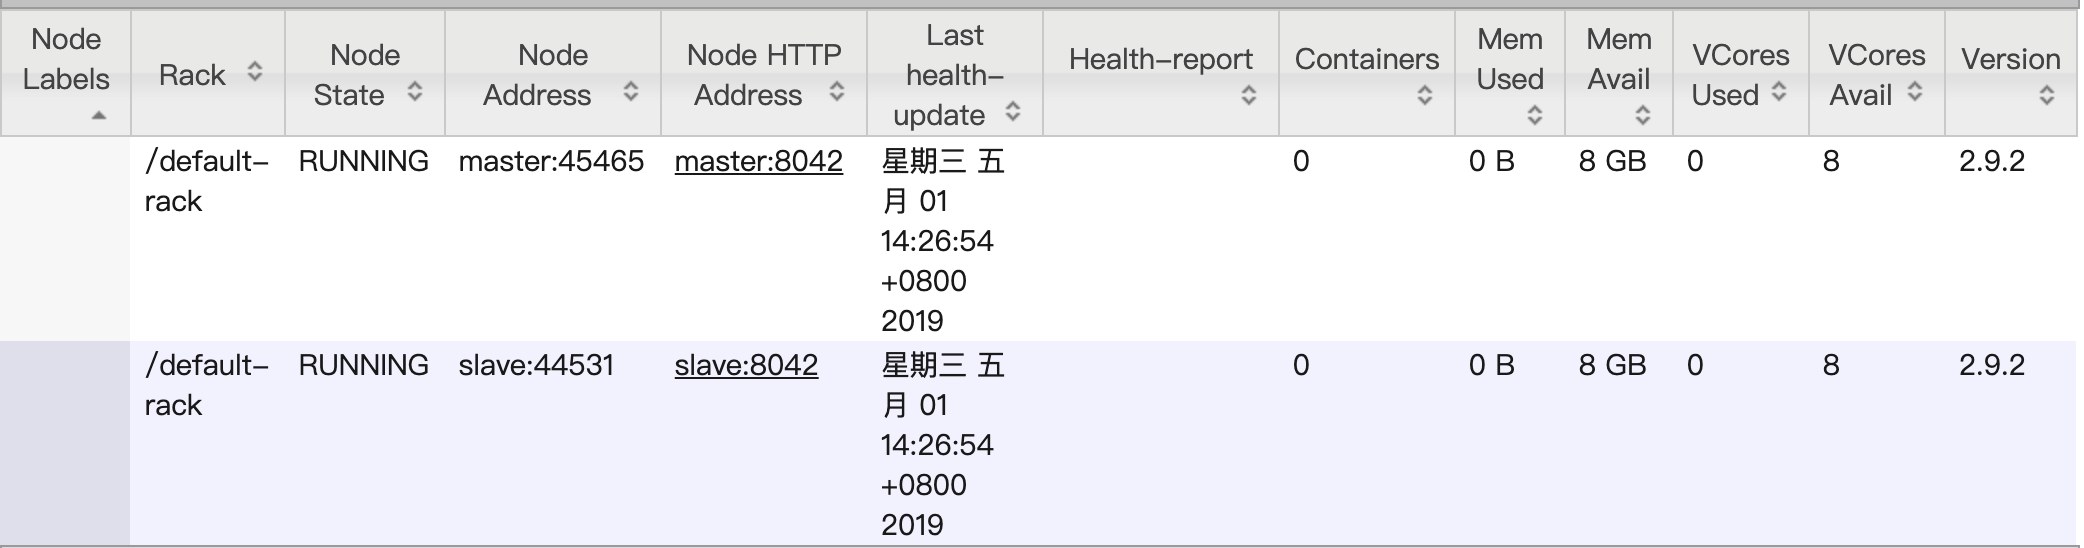 Node Labels
Rack
Node State
Node Address
Node HTTP Address
Last health-update
Health-report
Containers
Mem Used
Mem Avail
VCores Used
VCores Avail
Version
/default-
rack
RUNNING
master:45465
master:8042
星期三 五
月 01
14:26:54
+0800
2019
0
0 B
8 GB
0
8
2.9.2
/default-
rack
RUNNING
slave:44531
slave:8042
星期三 五
月 01
14:26:54
+0800
2019
0
0 B
8 GB
0
8
2.9.2